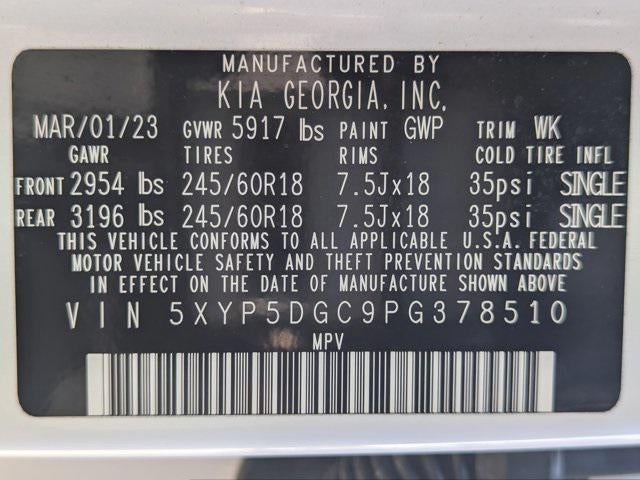 MANUFACTURED BY
KIA GEORGIA, INC.
MAR/01/23 GVWR 5917 lbs PAINT GWP TRIM WK
GAWR TIRES RIMS COLD TIRE INFL
FRONT 2954 lbs 245/60R18 7.5Jx18 35psi SINGLE
REAR 3196 lbs 245/60R18 7.5Jx18 35psi SINGLE
THIS VEHICLE CONFORMS TO ALL APPLICABLE U.S.A. FEDERAL
MOTOR VEHICLE SAFETY AND THEFT PREVENTION STANDARDS
IN EFFECT ON THE DATE OF MANUFACTURE SHOWN ABOVE
VIN 5XYP5DGC9PG378510
MPV